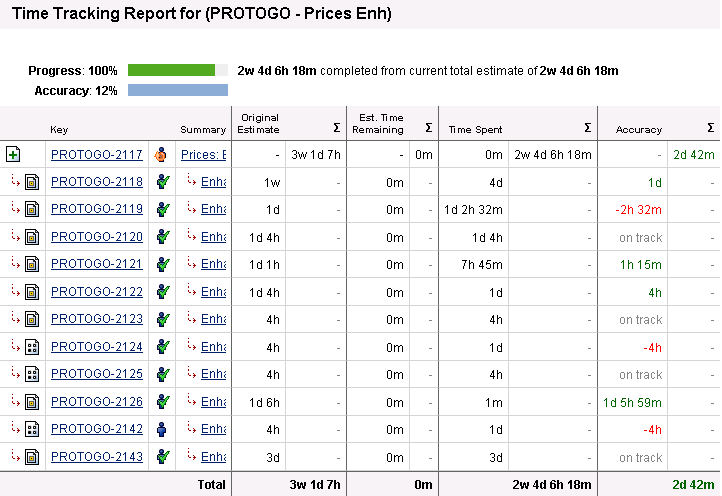 Time Tracking Report for (PROTOGO - Prices Enh)
Progress: 100% 2w 4d 6h 18m completed from current total estimate of 2w 4d 6h 18m
Accuracy: 12%
Key Summary Original Estimate Σ Est. Time Remaining Σ Time Spent Σ Accuracy Σ
PROTOGO-2117 Prices: E - 3w 1d 7h - 0m 0m 2w 4d 6h 18m - 2d 42m
PROTOGO-2118 Enha 1w - 0m - 4d - 1d -
PROTOGO-2119 Enha 1d - 0m - 1d 2h 32m - -2h 32m -
PROTOGO-2120 Enha 1d 4h - 0m - 1d 4h - on track -
PROTOGO-2121 Enha 1d 1h - 0m - 7h 45m - 1h 15m -
PROTOGO-2122 Enha 1d 4h - 0m - 1d - 4h -
PROTOGO-2123 Enha 4h - 0m - 4h - on track -
PROTOGO-2124 Enha 4h - 0m - 1d - -4h -
PROTOGO-2125 Enha 4h - 0m - 4h - on track -
PROTOGO-2126 Enha 1d 6h - 0m - 1m - 1d 5h 59m -
PROTOGO-2142 Enha 4h - 0m - 1d - -4h -
PROTOGO-2143 Enha 3d - 0m - 3d - on track -
Total 3w 1d 7h 0m 2w 4d 6h 18m 2d 42m